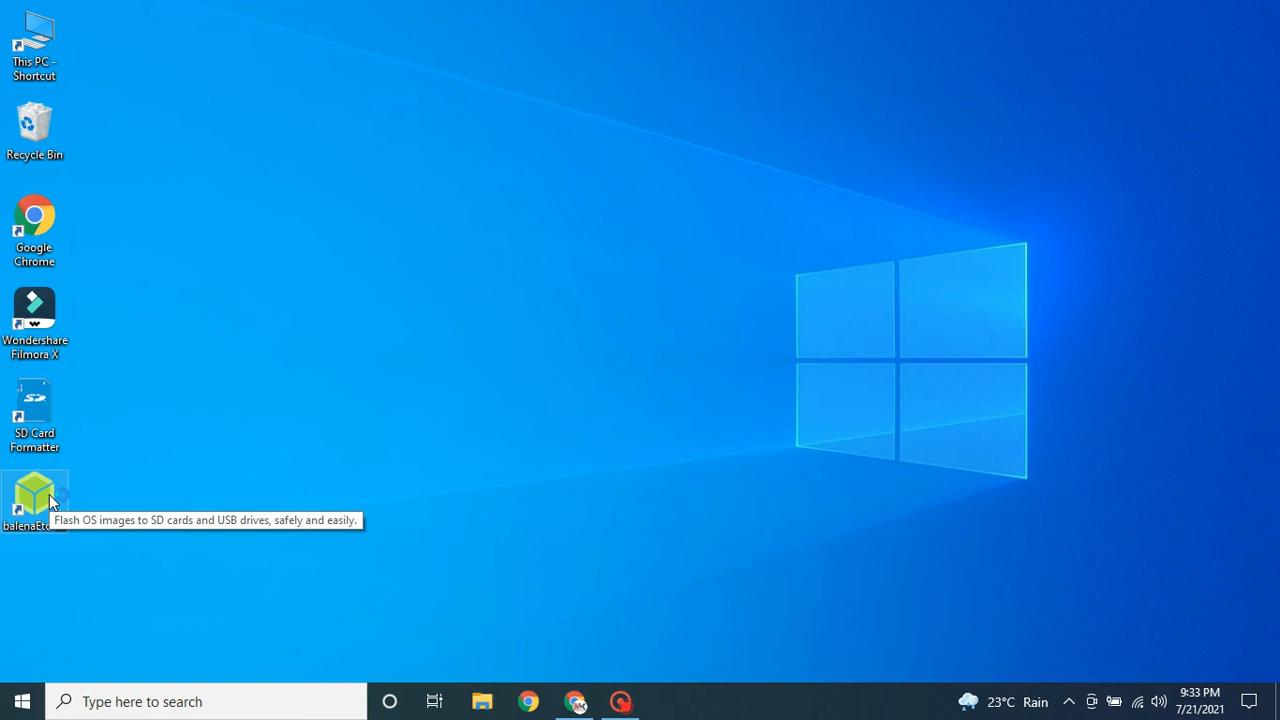 This PC -
Shortcut
Recycle Bin
Google
Chrome
Wondershare
Filmora X
SD Card
Formatter
Flash OS images to SD cards and USB drives, safely and easily.
Type here to search
23°C Rain
9:33 PM
7/21/2021